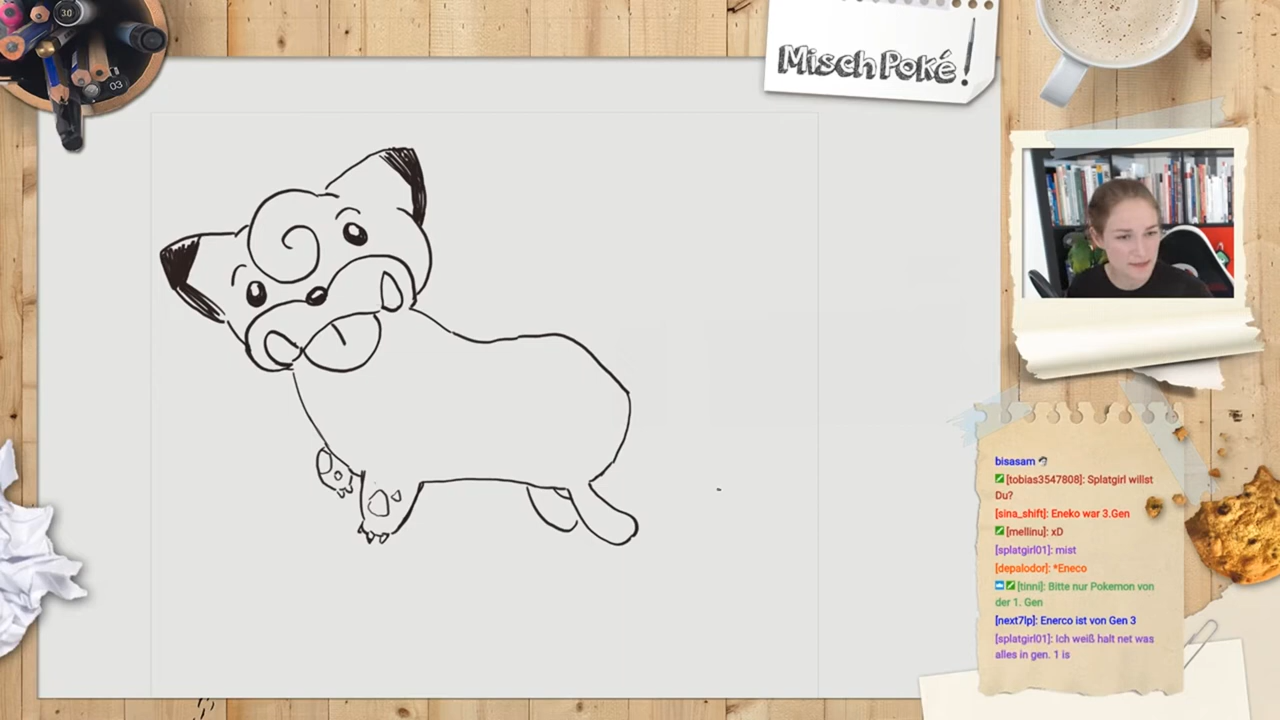 30
03
Misch Poké!
bisasam
[tobias3547808]: Splatgirl willst
Du?
[sina_shift]: Eneko war 3.Gen
[mellinu]: xD
[splatgirl01]: mist
[depalodor]: *Eneco
[tinni]: Bitte nur Pokemon von
der 1. Gen
[next7lp]: Enerco ist von Gen 3
[splatgirl01]: Ich weiß halt net was
alles in gen. 1 is